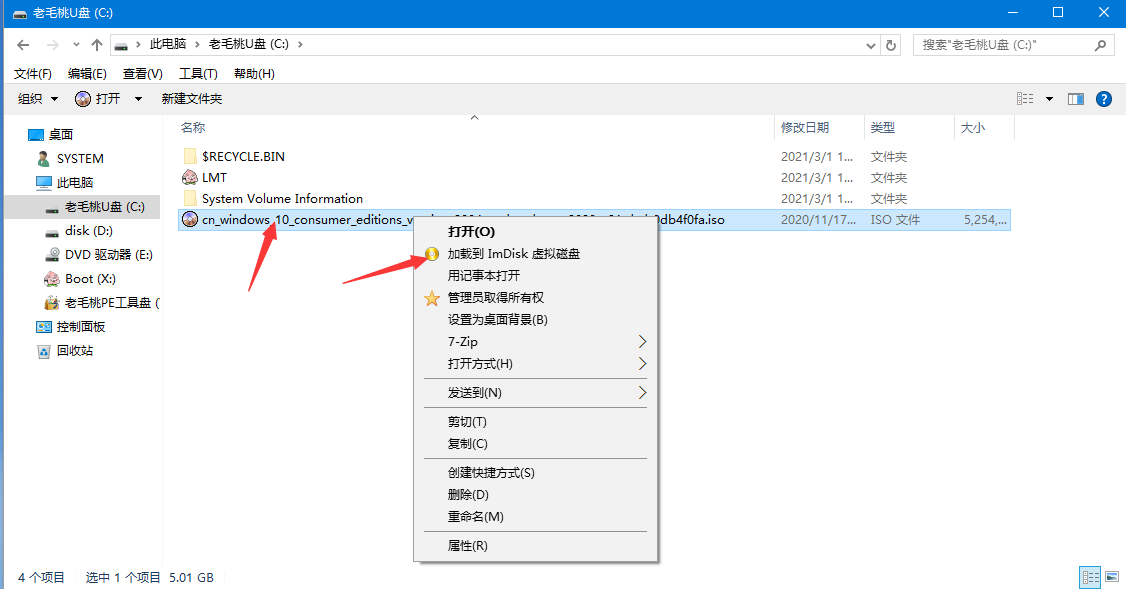 老毛桃U盘 (C:)
此电脑 老毛桃U盘 (C:)
搜索"老毛桃U盘 (C:)"
文件(F) 编辑(E) 查看(V) 工具(T) 帮助(H)
组织 打开 新建文件夹
桌面
SYSTEM
此电脑
老毛桃U盘 (C:)
disk (D:)
DVD 驱动器 (E:)
Boot (X:)
老毛桃PE工具盘 (
控制面板
回收站
名称 修改日期 类型 大小
$RECYCLE.BIN 2021/3/1 1... 文件夹
LMT 2021/3/1 1... 文件夹
System Volume Information 2021/3/1 1... 文件夹
cn_windows_10_consumer_editions_v db4f0fa.iso 2020/11/17... ISO 文件 5,254,...
打开(O)
加载到 ImDisk 虚拟磁盘
用记事本打开
管理员取得所有权
设置为桌面背景(B)
7-Zip
打开方式(H)
发送到(N)
剪切(T)
复制(C)
创建快捷方式(S)
删除(D)
重命名(M)
属性(R)
4 个项目 选中 1 个项目 5.01 GB